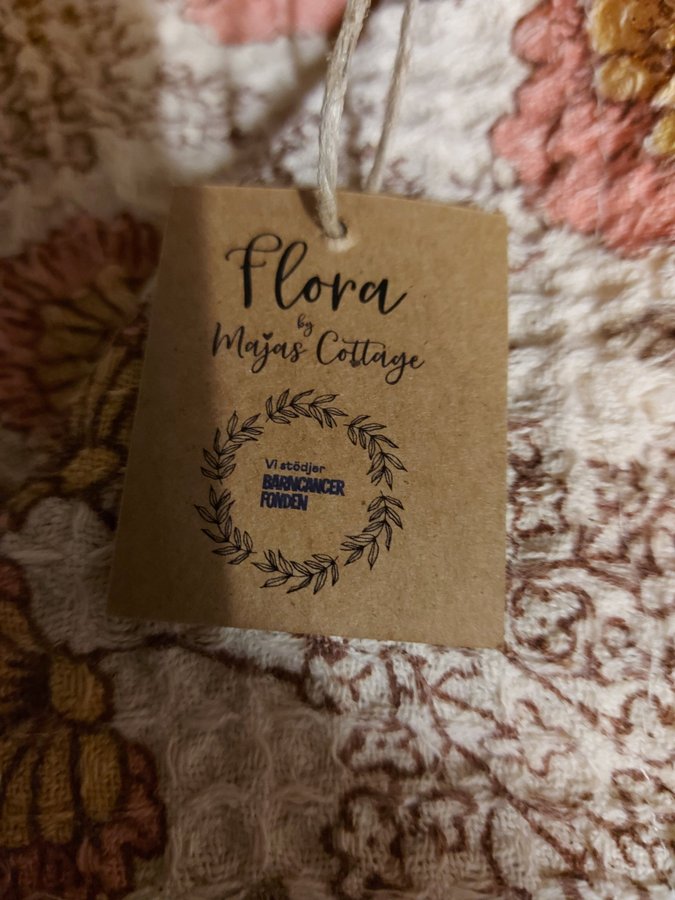 Flora
by
Majas Cottage
Vi stödjer
BARNCANCER
FONDEN